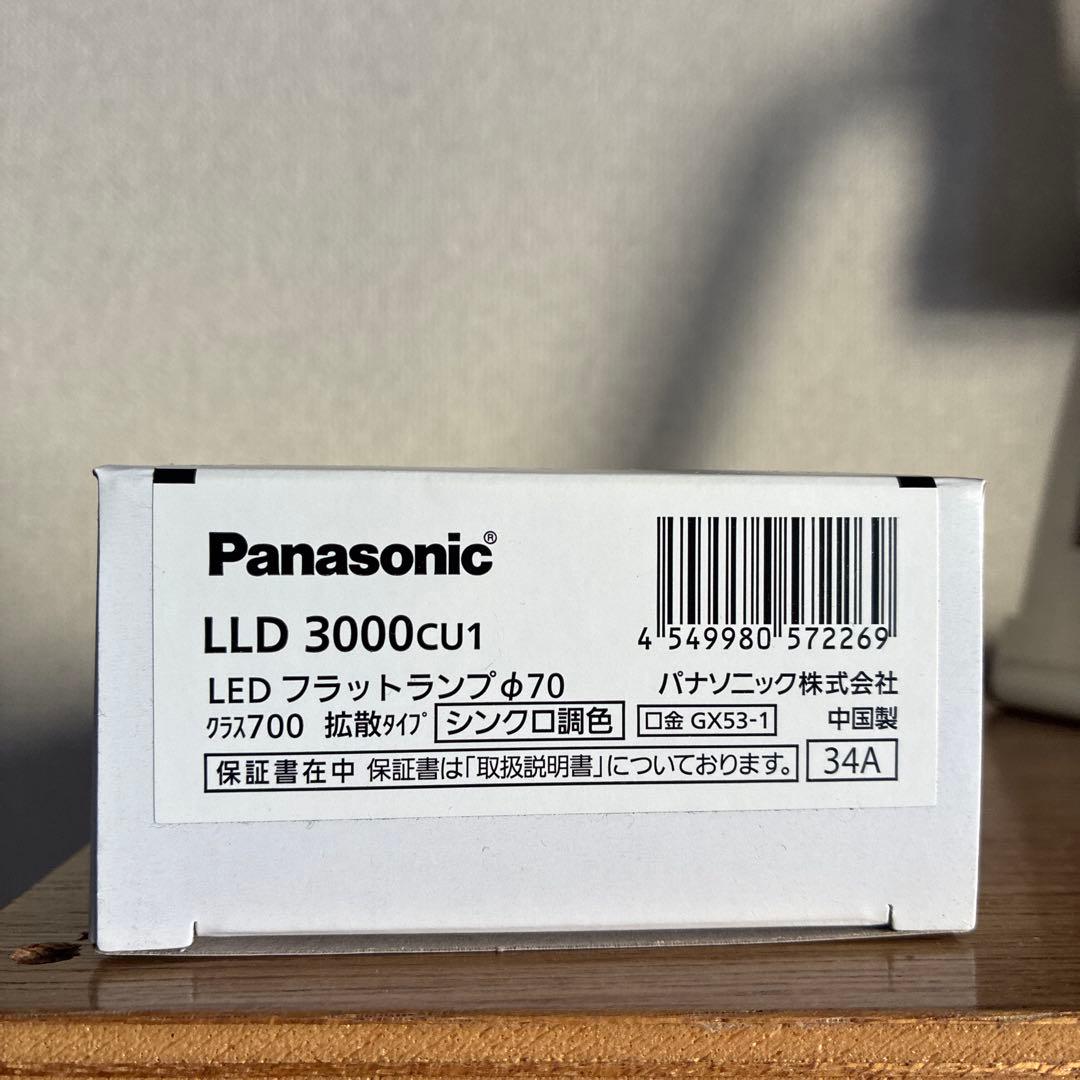 Panasonic®
LLD 3000CU1
4 549980 572269
LED フラットランプφ70
パナソニック株式会社
クラス700 拡散タイプ シンクロ調色 口金 GX53-1 中国製
保証書在中 保証書は「取扱説明書」についております。 34A